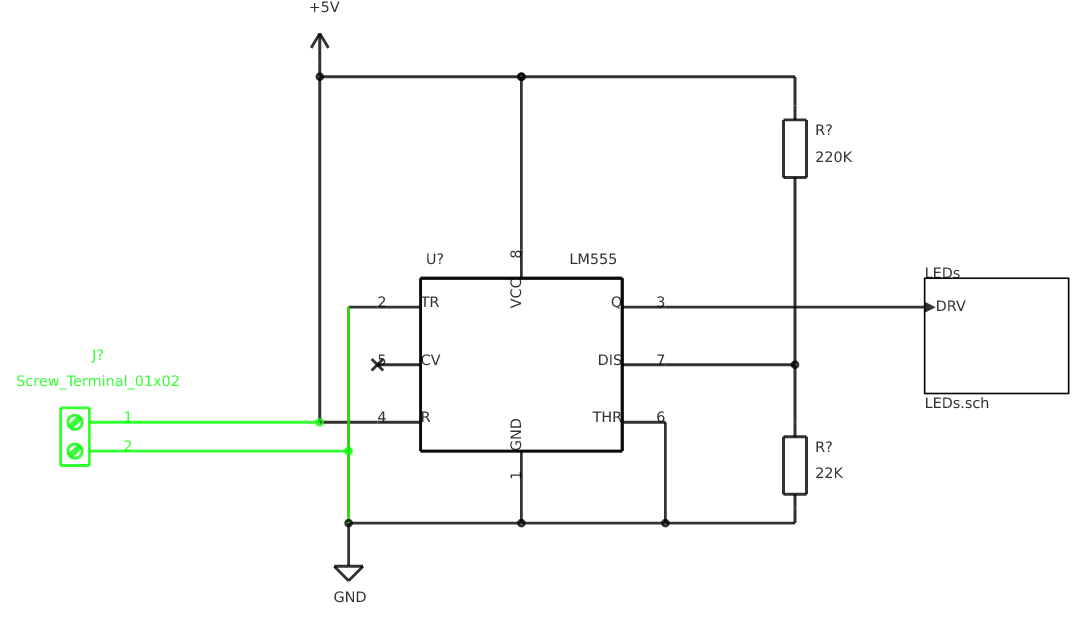 +5V
R?
220K
8
U?
LM555
VCC
LEDs
2
TR
Q
3
DRV
J?
5
CV
DIS
7
Screw_Terminal_01x02
LEDs.sch
1
4
R
THR
6
GND
2
R?
22K
1
GND